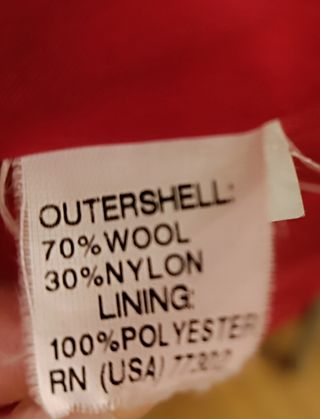 OUTERSHELL:
70%WOOL
30%NYLON
LINING:
100%POLYESTER
RN (USA)